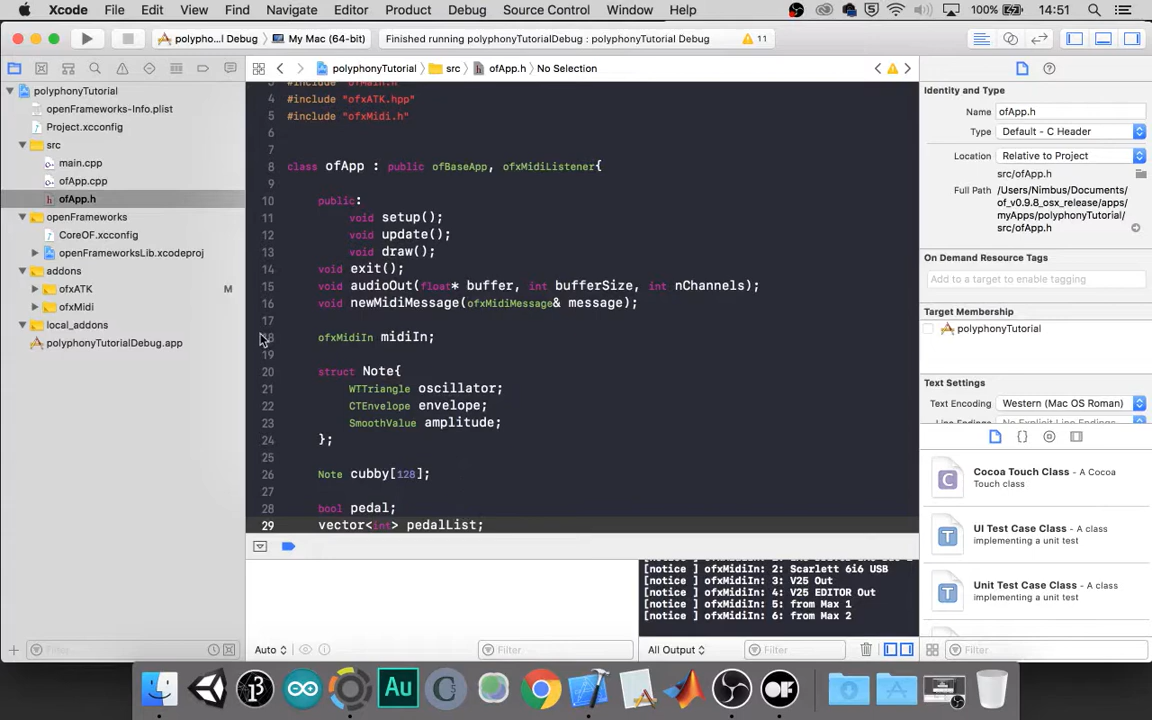 Xcode File Edit View Find Navigate Editor Product Debug Source Control Window Help 100% 14:51
polypho...l Debug My Mac (64-bit) Finished running polyphonyTutorialDebug : polyphonyTutorial Debug 11
polyphonyTutorial
openFrameworks-Info.plist
Project.xcconfig
src
main.cpp
ofApp.cpp
ofApp.h
openFrameworks
CoreOF.xcconfig
openFrameworksLib.xcodeproj
addons
ofxATK M
ofxMidi
local_addons
polyphonyTutorialDebug.app
Filter
polyphonyTutorial src ofApp.h No Selection
4 #include "ofxATK.hpp"
5 #include "ofxMidi.h"
6
7
8 class ofApp : public ofBaseApp, ofxMidiListener{
9
10 public:
11 void setup();
12 void update();
13 void draw();
14 void exit();
15 void audioOut(float* buffer, int bufferSize, int nChannels);
16 void newMidiMessage(ofxMidiMessage& message);
17
18 ofxMidiIn midiIn;
19
20 struct Note{
21 WTTriangle oscillator;
22 CTEnvelope envelope;
23 SmoothValue amplitude;
24 };
25
26 Note cubby[128];
27
28 bool pedal;
29 vector<int> pedalList;
Auto Filter
[notice ] ofxMidiIn: 2: Scarlett 6i6 USB
[notice ] ofxMidiIn: 3: V25 Out
[notice ] ofxMidiIn: 4: V25 EDITOR Out
[notice ] ofxMidiIn: 5: from Max 1
[notice ] ofxMidiIn: 6: from Max 2
All Output Filter
Identity and Type
Name ofApp.h
Type Default - C Header
Location Relative to Project
src/ofApp.h
Full Path /Users/Nimbus/Documents/
of_v0.9.8_osx_release/apps/
myApps/polyphonyTutorial/
src/ofApp.h
On Demand Resource Tags
Add to a target to enable tagging
Target Membership
polyphonyTutorial
Text Settings
Text Encoding Western (Mac OS Roman)
Cocoa Touch Class - A Cocoa
Touch class
UI Test Case Class - A class
implementing a unit test
Unit Test Case Class - A class
implementing a unit test
Filter
Au
OF